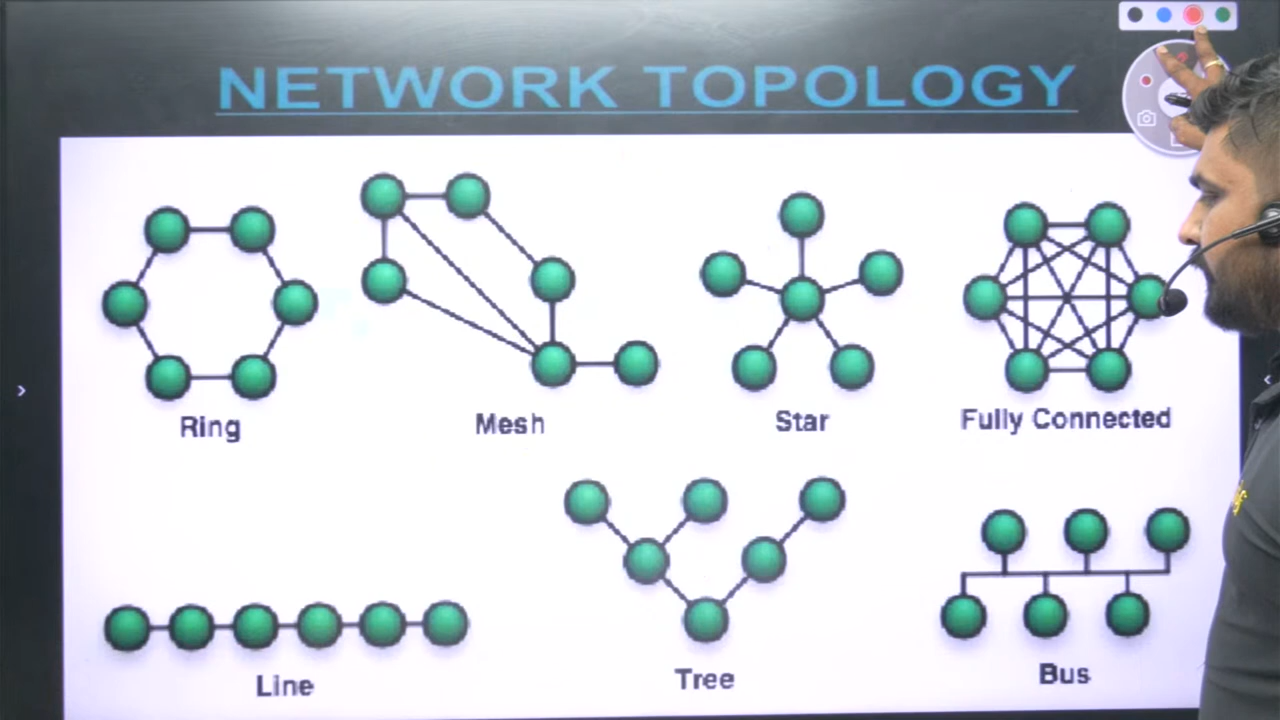 NETWORK TOPOLOGY
Ring
Mesh
Star
Fully Connected
Line
Tree
Bus